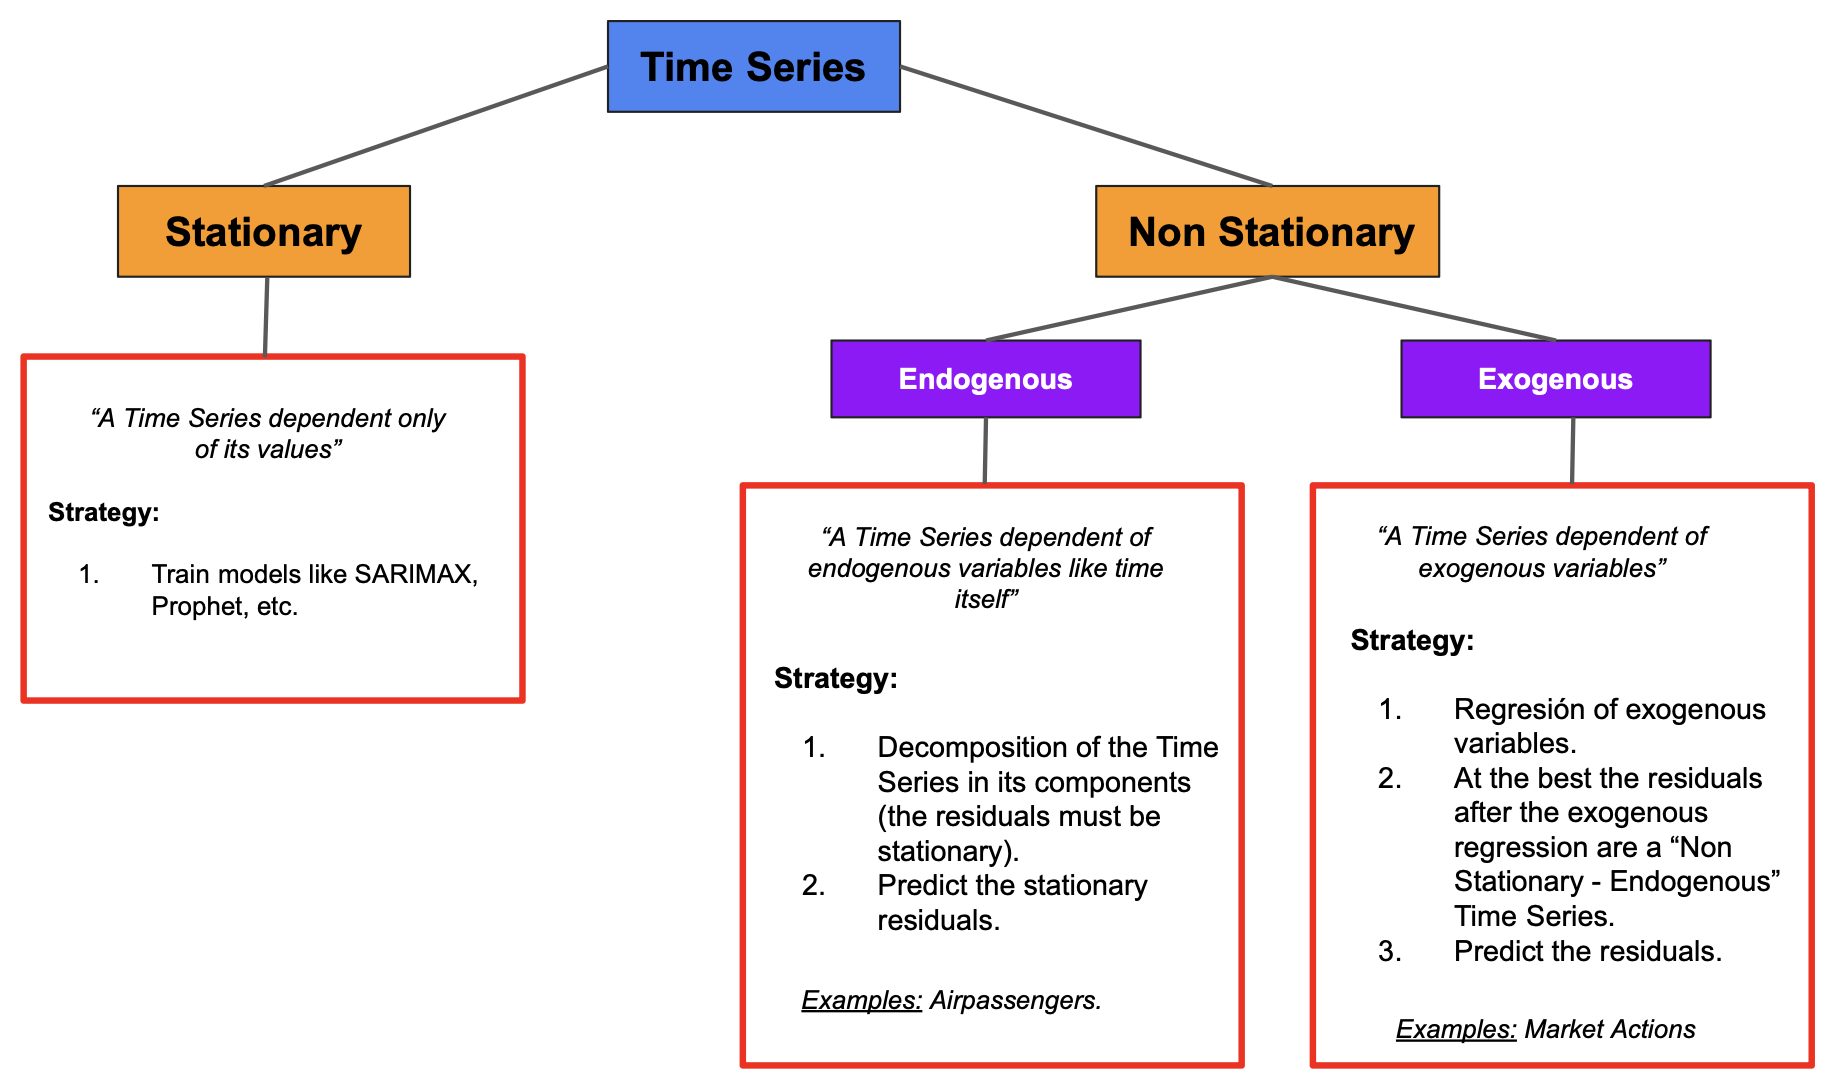 Time Series
Stationary
Non Stationary
“A Time Series dependent only
of its values”
Strategy:
1. Train models like SARIMAX,
Prophet, etc.
Endogenous
“A Time Series dependent of
endogenous variables like time
itself”
Strategy:
1. Decomposition of the Time
Series in its components
(the residuals must be
stationary).
2. Predict the stationary
residuals.
Examples: Airpassengers.
Exogenous
“A Time Series dependent of
exogenous variables”
Strategy:
1. Regresión of exogenous
variables.
2. At the best the residuals
after the exogenous
regression are a “Non
Stationary - Endogenous”
Time Series.
3. Predict the residuals.
Examples: Market Actions